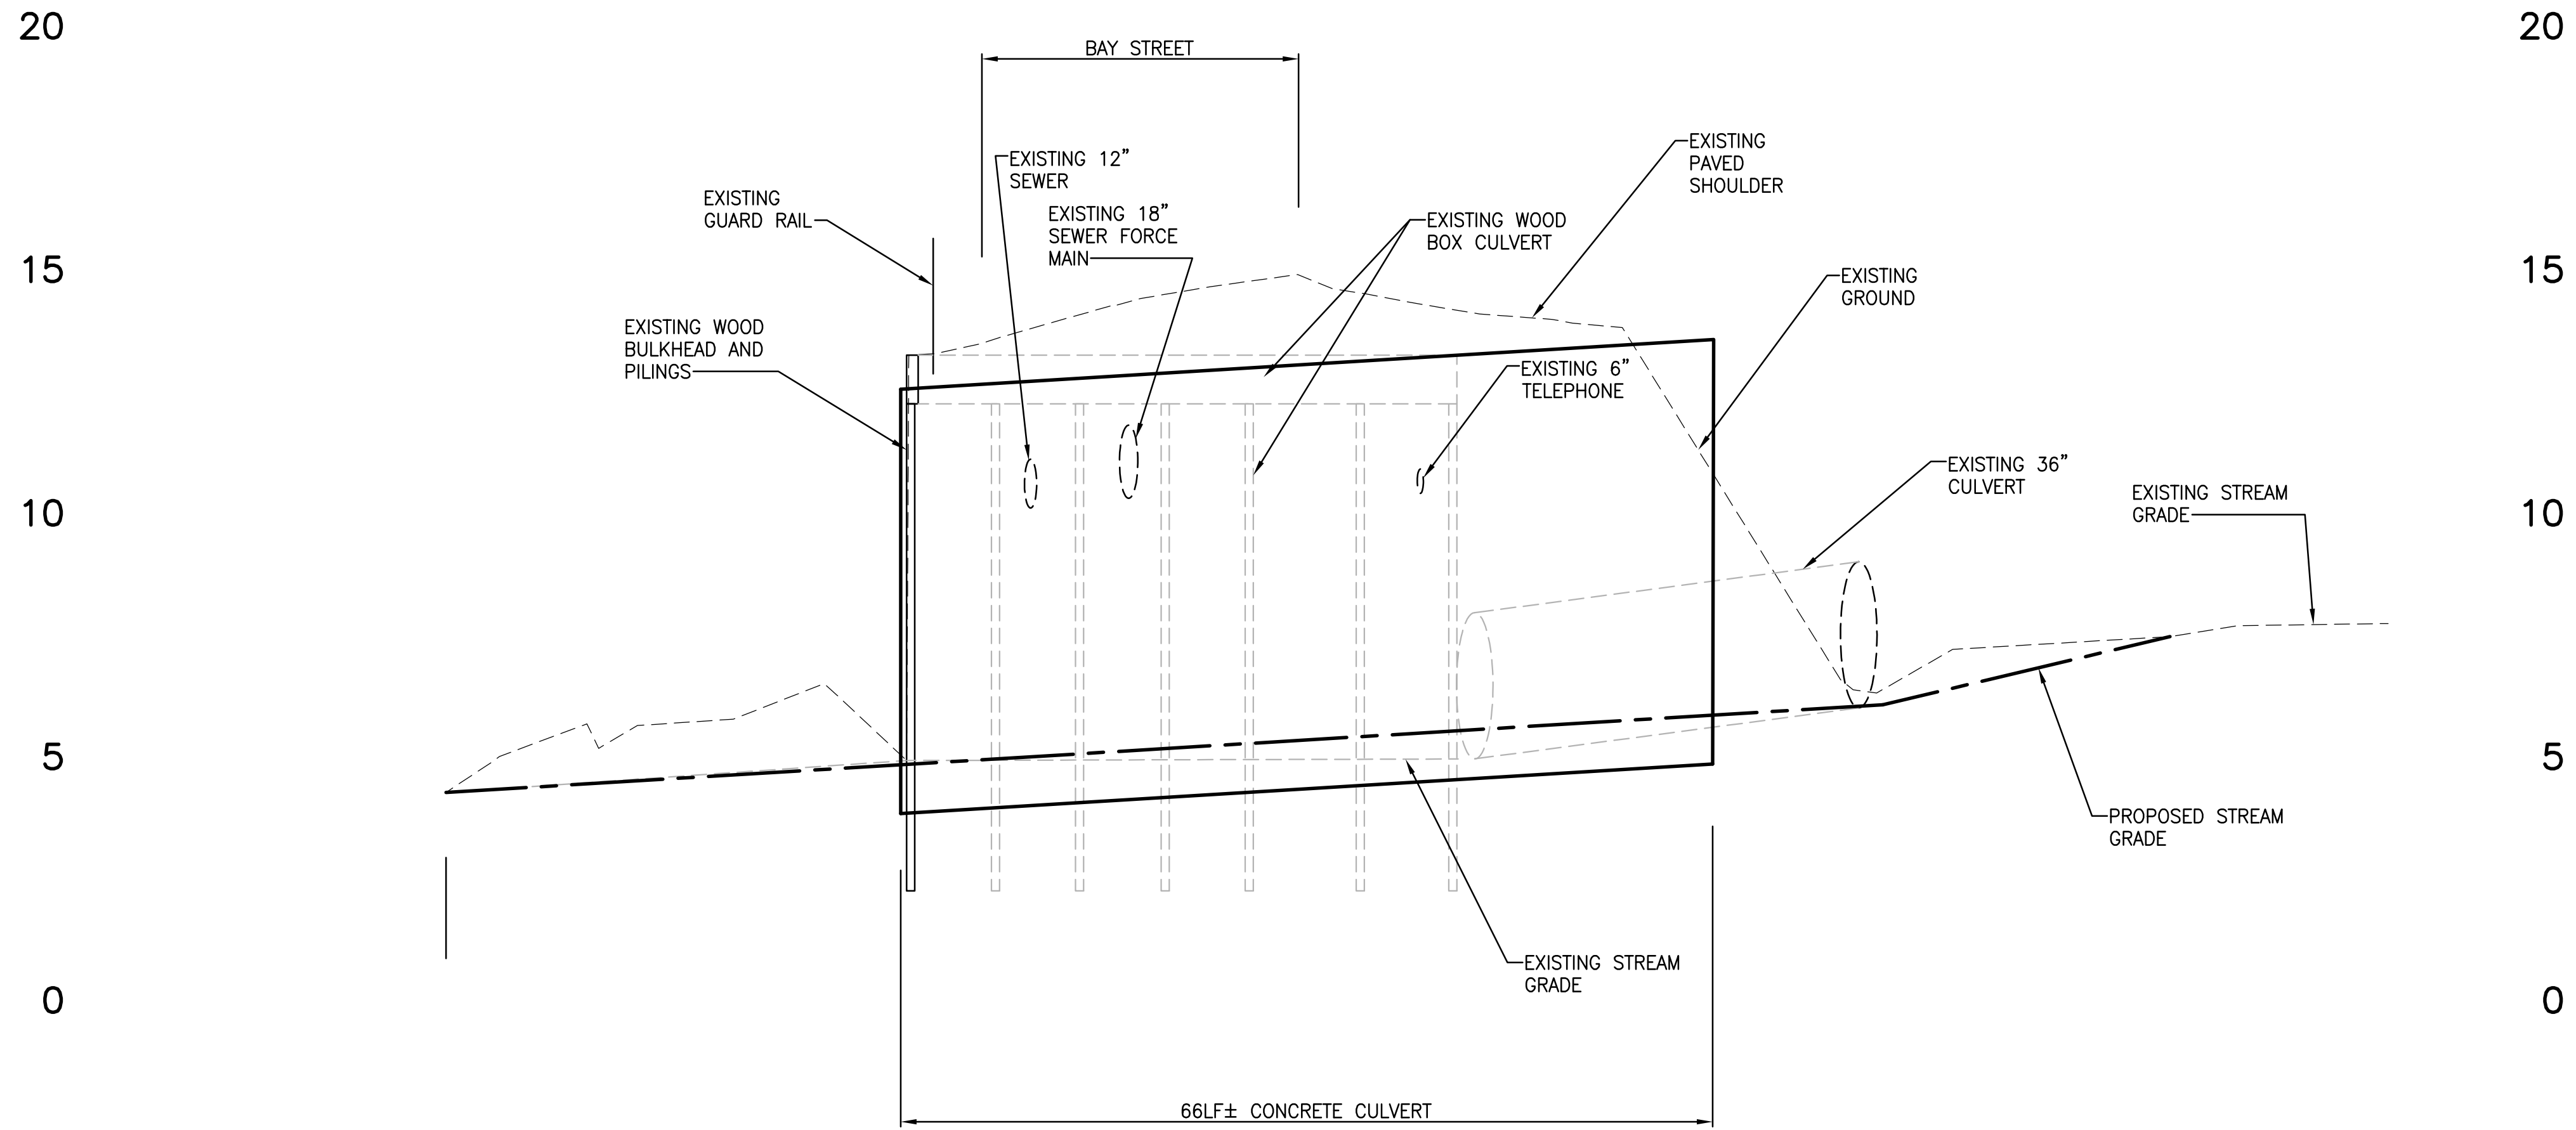 20
20
BAY STREET
EXISTING
PAVED
SHOULDER
EXISTING 12”
SEWER
EXISTING
GUARD RAIL
EXISTING 18”
SEWER FORCE
MAIN
EXISTING WOOD
BOX CULVERT
15
15
EXISTING
GROUND
EXISTING WOOD
BULKHEAD AND
PILINGS
EXISTING 6”
TELEPHONE
EXISTING 36”
CULVERT
EXISTING STREAM
GRADE
10
10
5
5
PROPOSED STREAM
GRADE
EXISTING STREAM
GRADE
0
0
66LF± CONCRETE CULVERT